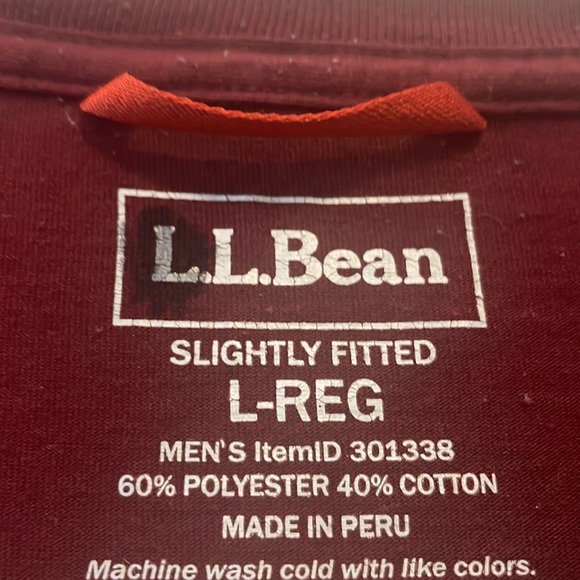 L.L.Bean
SLIGHTLY FITTED
L-REG
MEN'S ItemID 301338
60% POLYESTER 40% COTTON
MADE IN PERU
Machine wash cold with like colors.